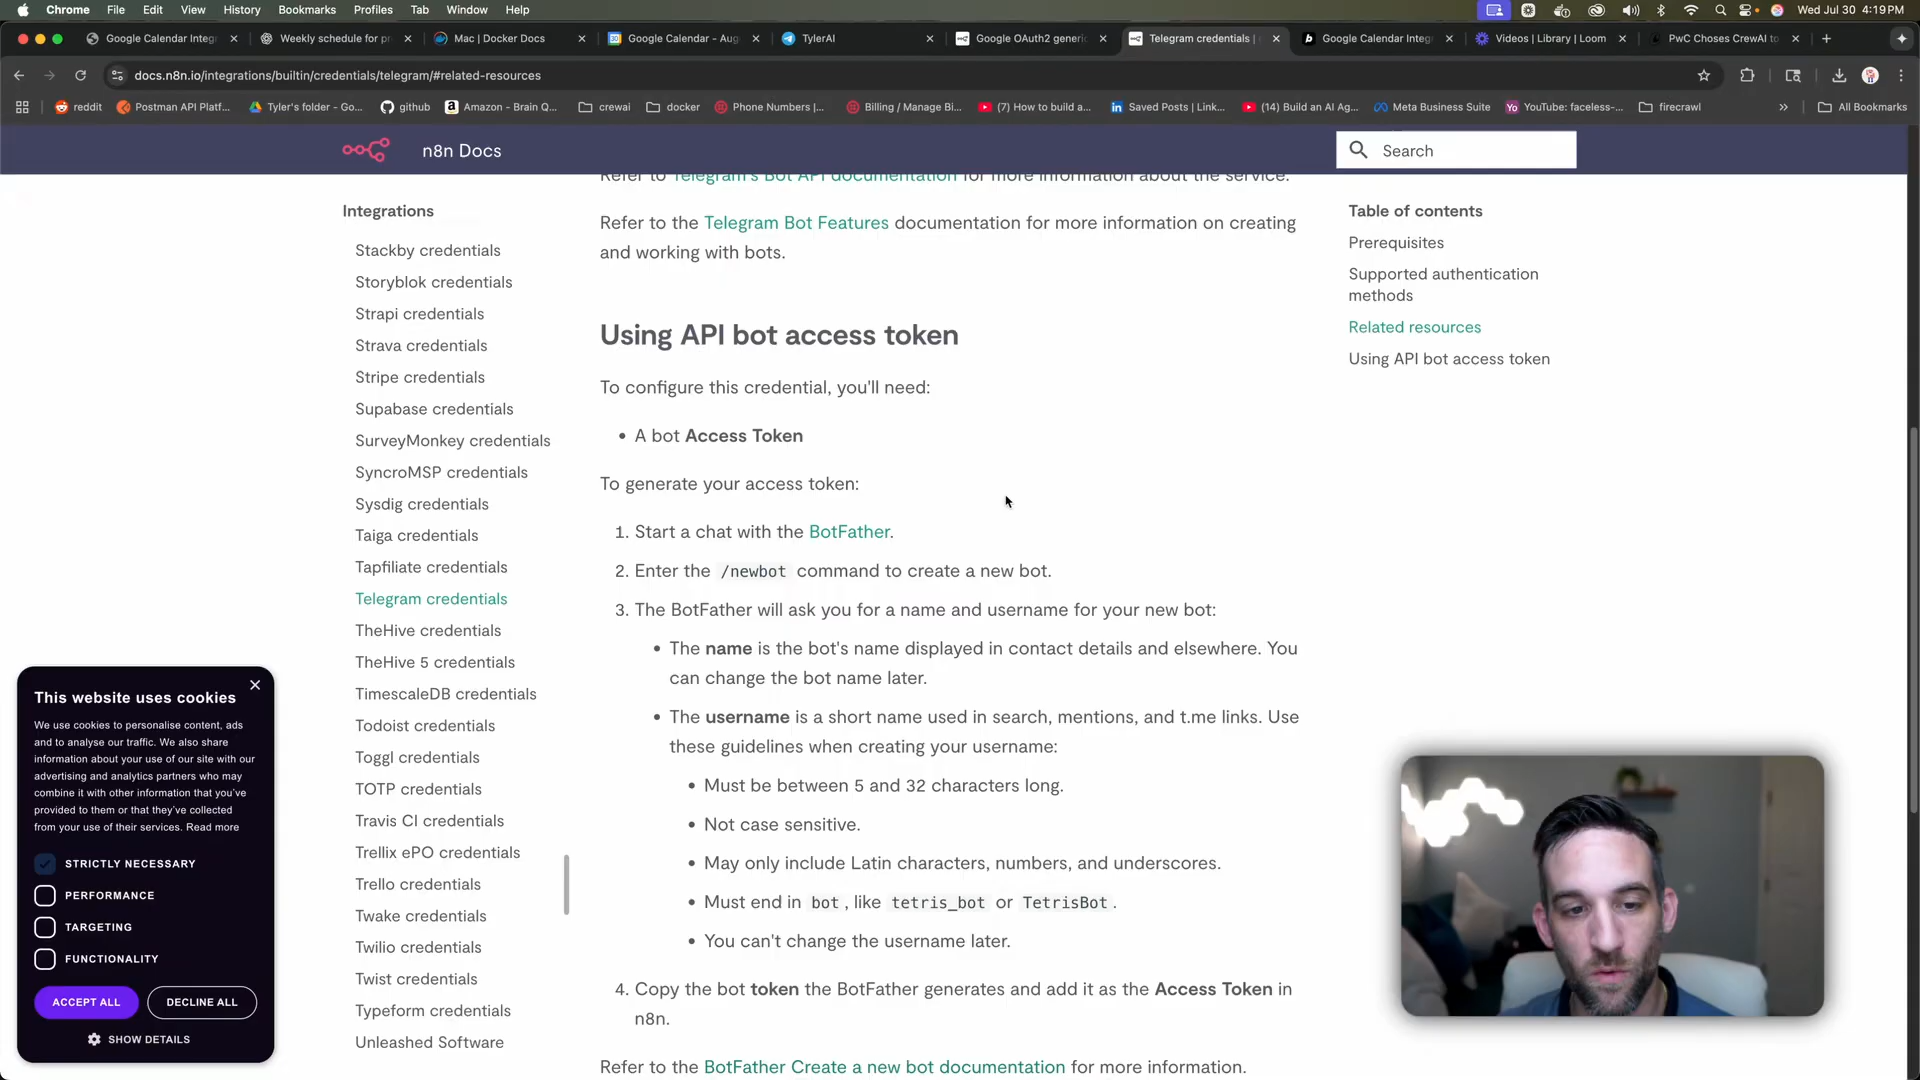 Chrome File Edit View History Bookmarks Profiles Tab Window Help Wed Jul 30 4:19 PM
Google Calendar Integ Weekly schedule for pr Mac | Docker Docs Google Calendar - Aug TylerAI Google OAuth2 generi Telegram credentials | Google Calendar Integ Videos | Library | Loom PwC Choses CrewAI to
docs.n8n.io/integrations/builtin/credentials/telegram/#related-resources
reddit Postman API Platf... Tyler's folder - Go... github Amazon - Brain Q... crewai docker Phone Numbers |... Billing / Manage Bi... (7) How to build a... Saved Posts | Link... (14) Build an AI Ag... Meta Business Suite YouTube: faceless-... firecrawl All Bookmarks
n8n Docs
Search
Integrations
Stackby credentials
Storyblok credentials
Strapi credentials
Strava credentials
Stripe credentials
Supabase credentials
SurveyMonkey credentials
SyncroMSP credentials
Sysdig credentials
Taiga credentials
Tapfiliate credentials
Telegram credentials
TheHive credentials
TheHive 5 credentials
TimescaleDB credentials
Todoist credentials
Toggl credentials
TOTP credentials
Travis CI credentials
Trellix ePO credentials
Trello credentials
Twake credentials
Twilio credentials
Twist credentials
Typeform credentials
Unleashed Software
Refer to Telegram's Bot API documentation for more information about the service.
Refer to the Telegram Bot Features documentation for more information on creating
and working with bots.
Using API bot access token
To configure this credential, you'll need:
• A bot Access Token
To generate your access token:
1. Start a chat with the BotFather.
2. Enter the /newbot command to create a new bot.
3. The BotFather will ask you for a name and username for your new bot:
• The name is the bot's name displayed in contact details and elsewhere. You
can change the bot name later.
• The username is a short name used in search, mentions, and t.me links. Use
these guidelines when creating your username:
• Must be between 5 and 32 characters long.
• Not case sensitive.
• May only include Latin characters, numbers, and underscores.
• Must end in bot, like tetris_bot or TetrisBot.
• You can't change the username later.
4. Copy the bot token the BotFather generates and add it as the Access Token in
n8n.
Refer to the BotFather Create a new bot documentation for more information.
Table of contents
Prerequisites
Supported authentication
methods
Related resources
Using API bot access token
This website uses cookies
We use cookies to personalise content, ads
and to analyse our traffic. We also share
information about your use of our site with our
advertising and analytics partners who may
combine it with other information that you've
provided to them or that they've collected
from your use of their services. Read more
STRICTLY NECESSARY
PERFORMANCE
TARGETING
FUNCTIONALITY
ACCEPT ALL DECLINE ALL
SHOW DETAILS